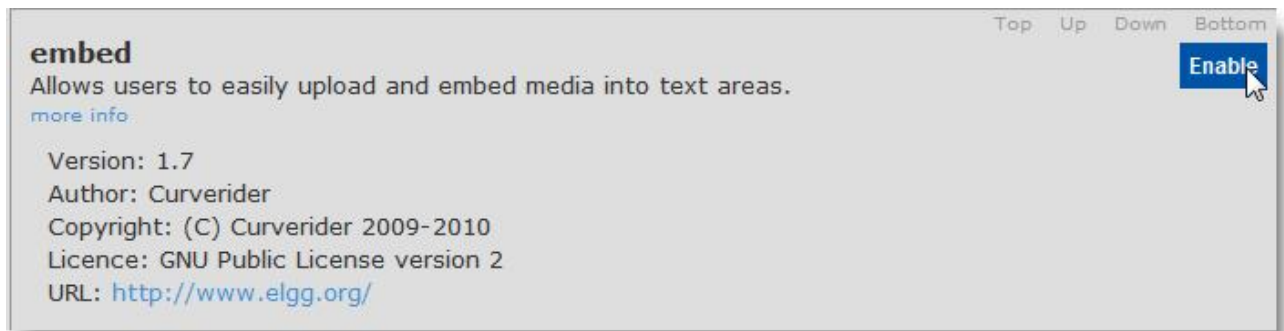 Top Up Down Bottom
embed
Enable
Allows users to easily upload and embed media into text areas.
more info
Version: 1.7
Author: Curverider
Copyright: (C) Curverider 2009-2010
Licence: GNU Public License version 2
URL: http://www.elgg.org/